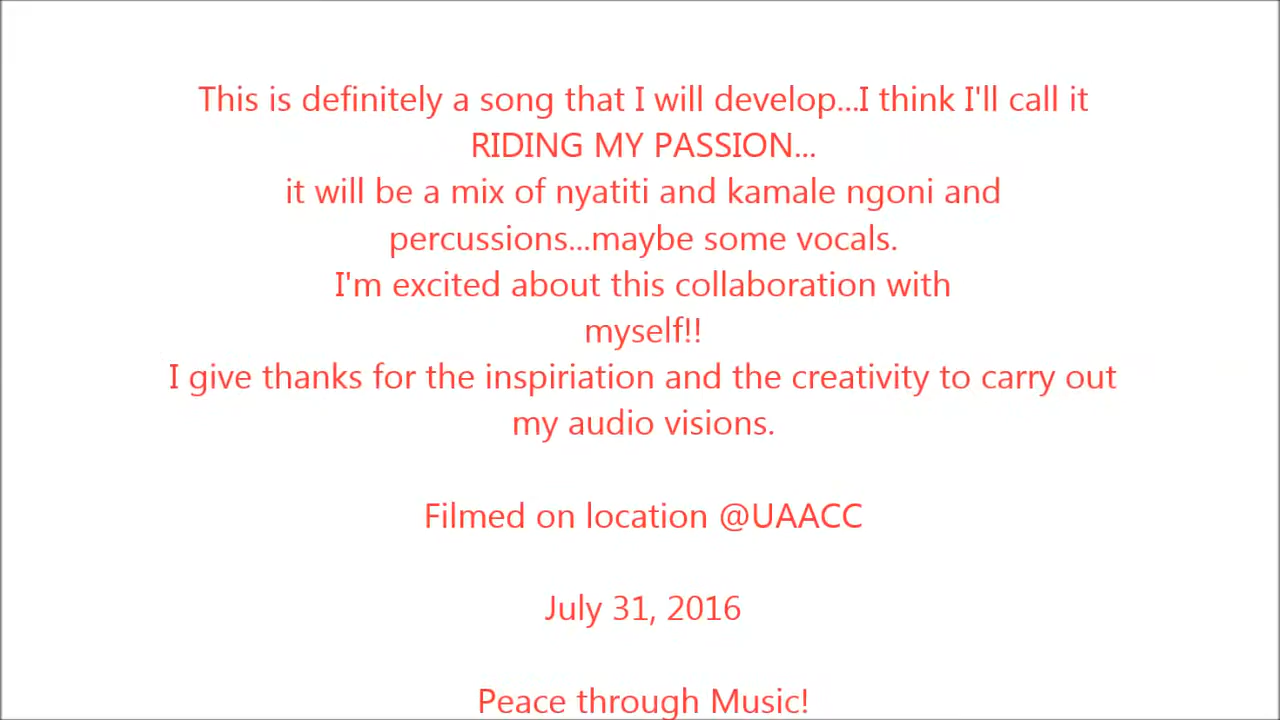 This is definitely a song that I will develop...I think I'll call it
RIDING MY PASSION...
it will be a mix of nyatiti and kamale ngoni and
percussions...maybe some vocals.
I'm excited about this collaboration with
myself!!
I give thanks for the inspiriation and the creativity to carry out
my audio visions.
Filmed on location @UAACC
July 31, 2016
Peace through Music!